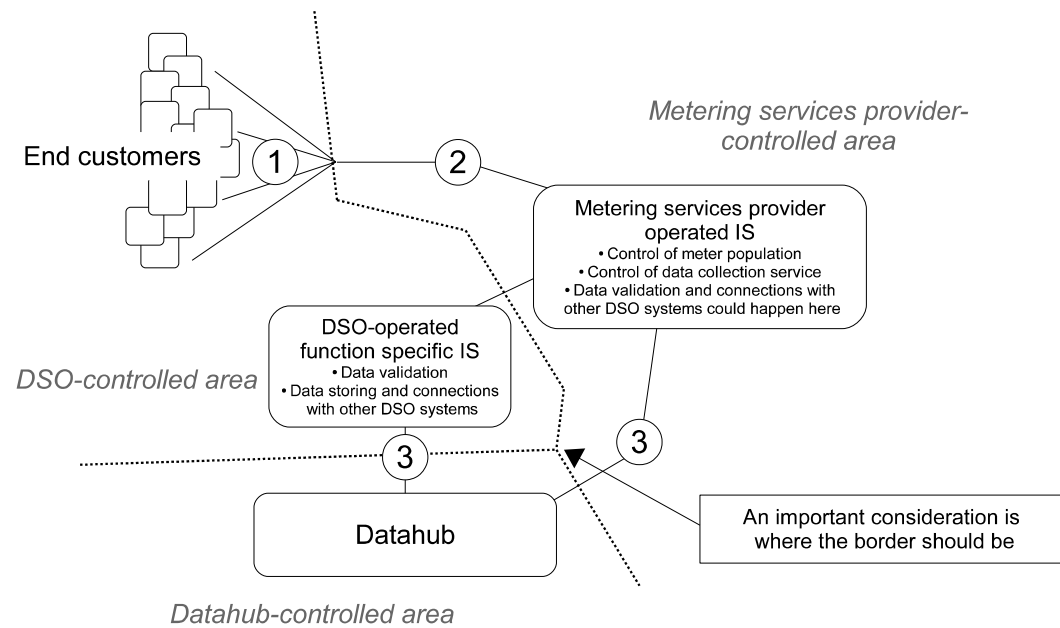 Metering services provider-
controlled area
End customers
1
2
Metering services provider
operated IS
• Control of meter population
• Control of data collection service
• Data validation and connections with
other DSO systems could happen here
DSO-operated
function specific IS
• Data validation
• Data storing and connections
with other DSO systems
DSO-controlled area
3
3
An important consideration is
where the border should be
Datahub
Datahub-controlled area